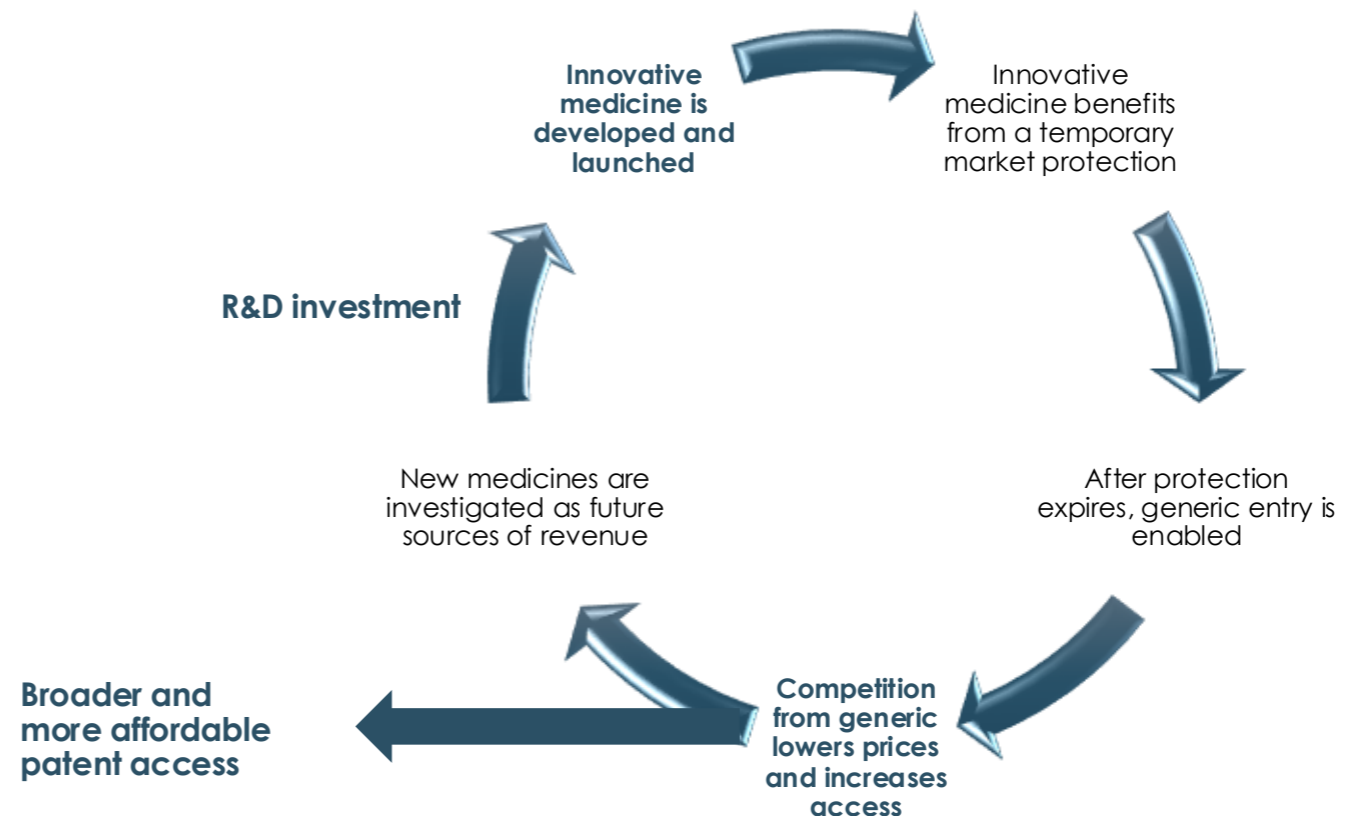 Innovative
medicine is
developed and
launched
Innovative
medicine benefits
from a temporary
market protection
After protection
expires, generic entry is
enabled
Competition
from generic
lowers prices
and increases
access
Broader and
more affordable
patent access
New medicines are
investigated as future
sources of revenue
R&D investment